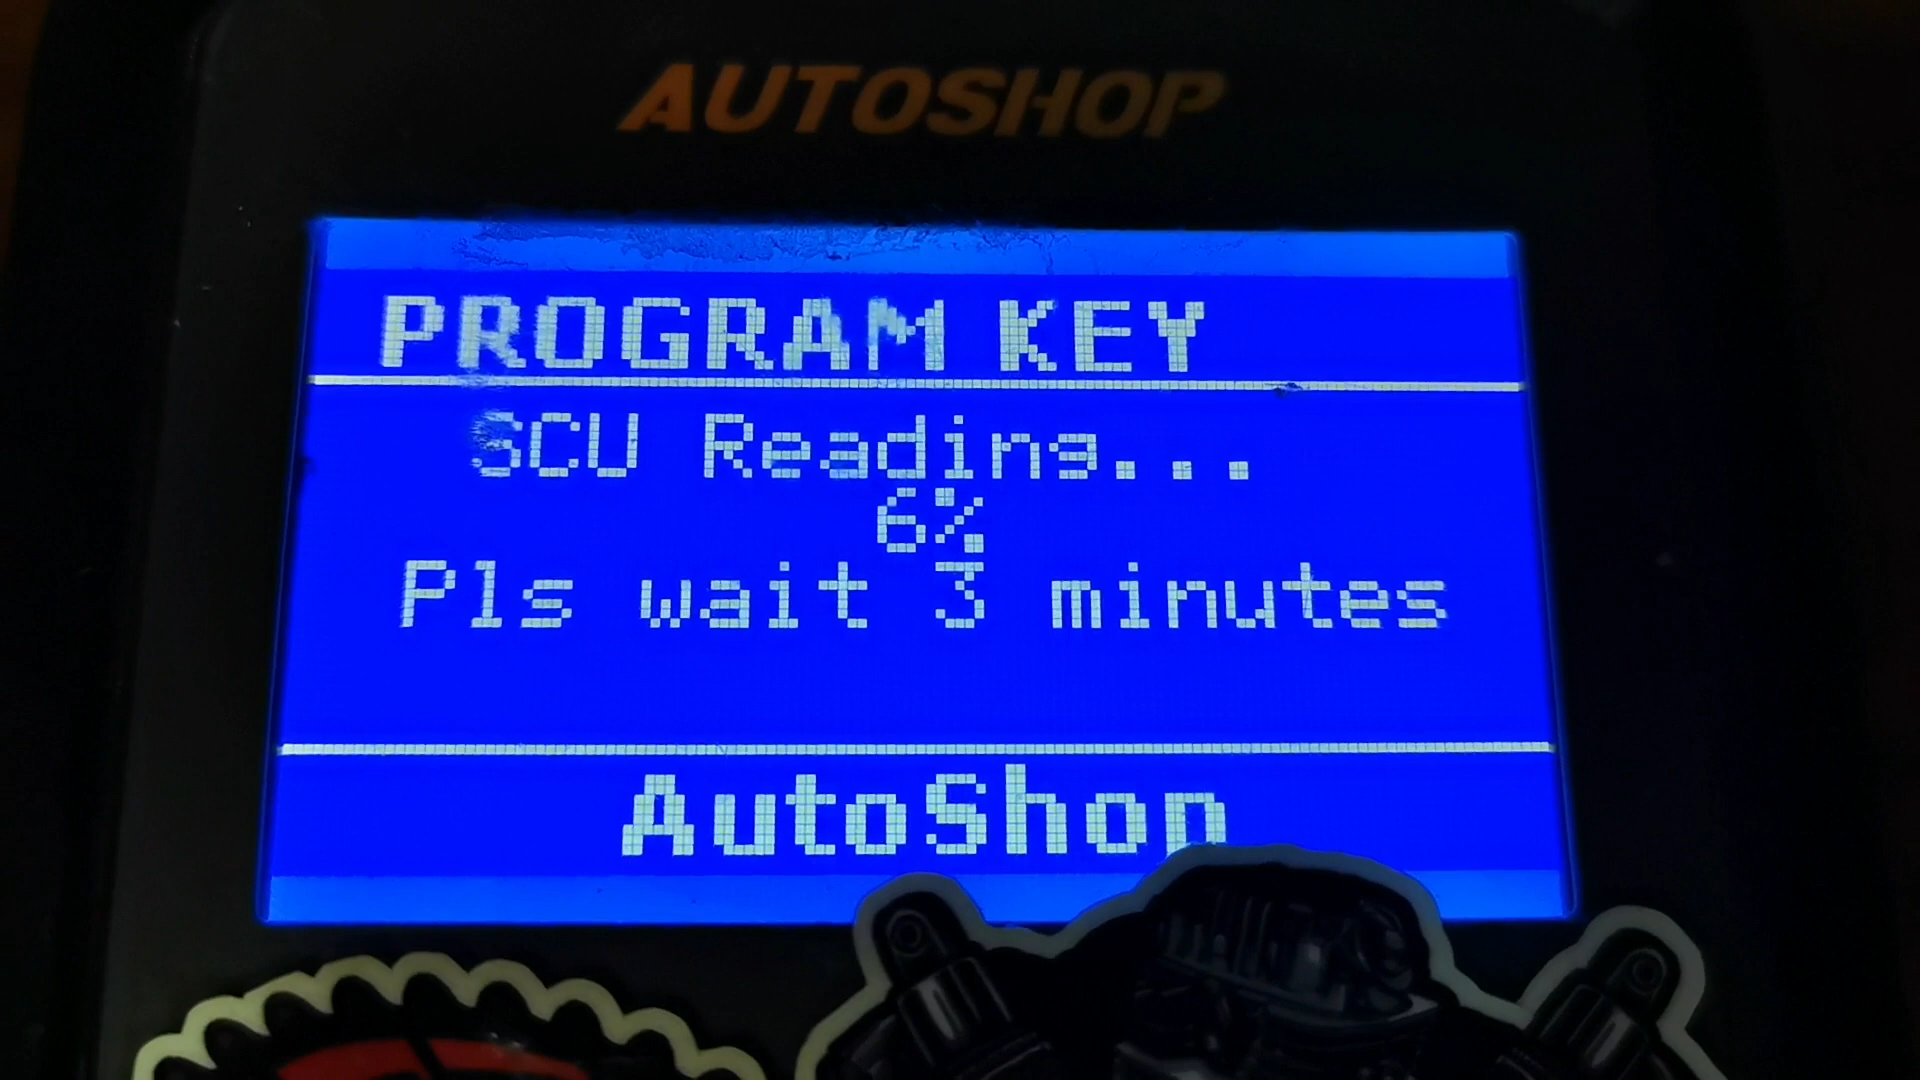 AUTOSHOP
PROGRAM KEY
SCU Reading...
6%
Pls wait 3 minutes
AutoShop